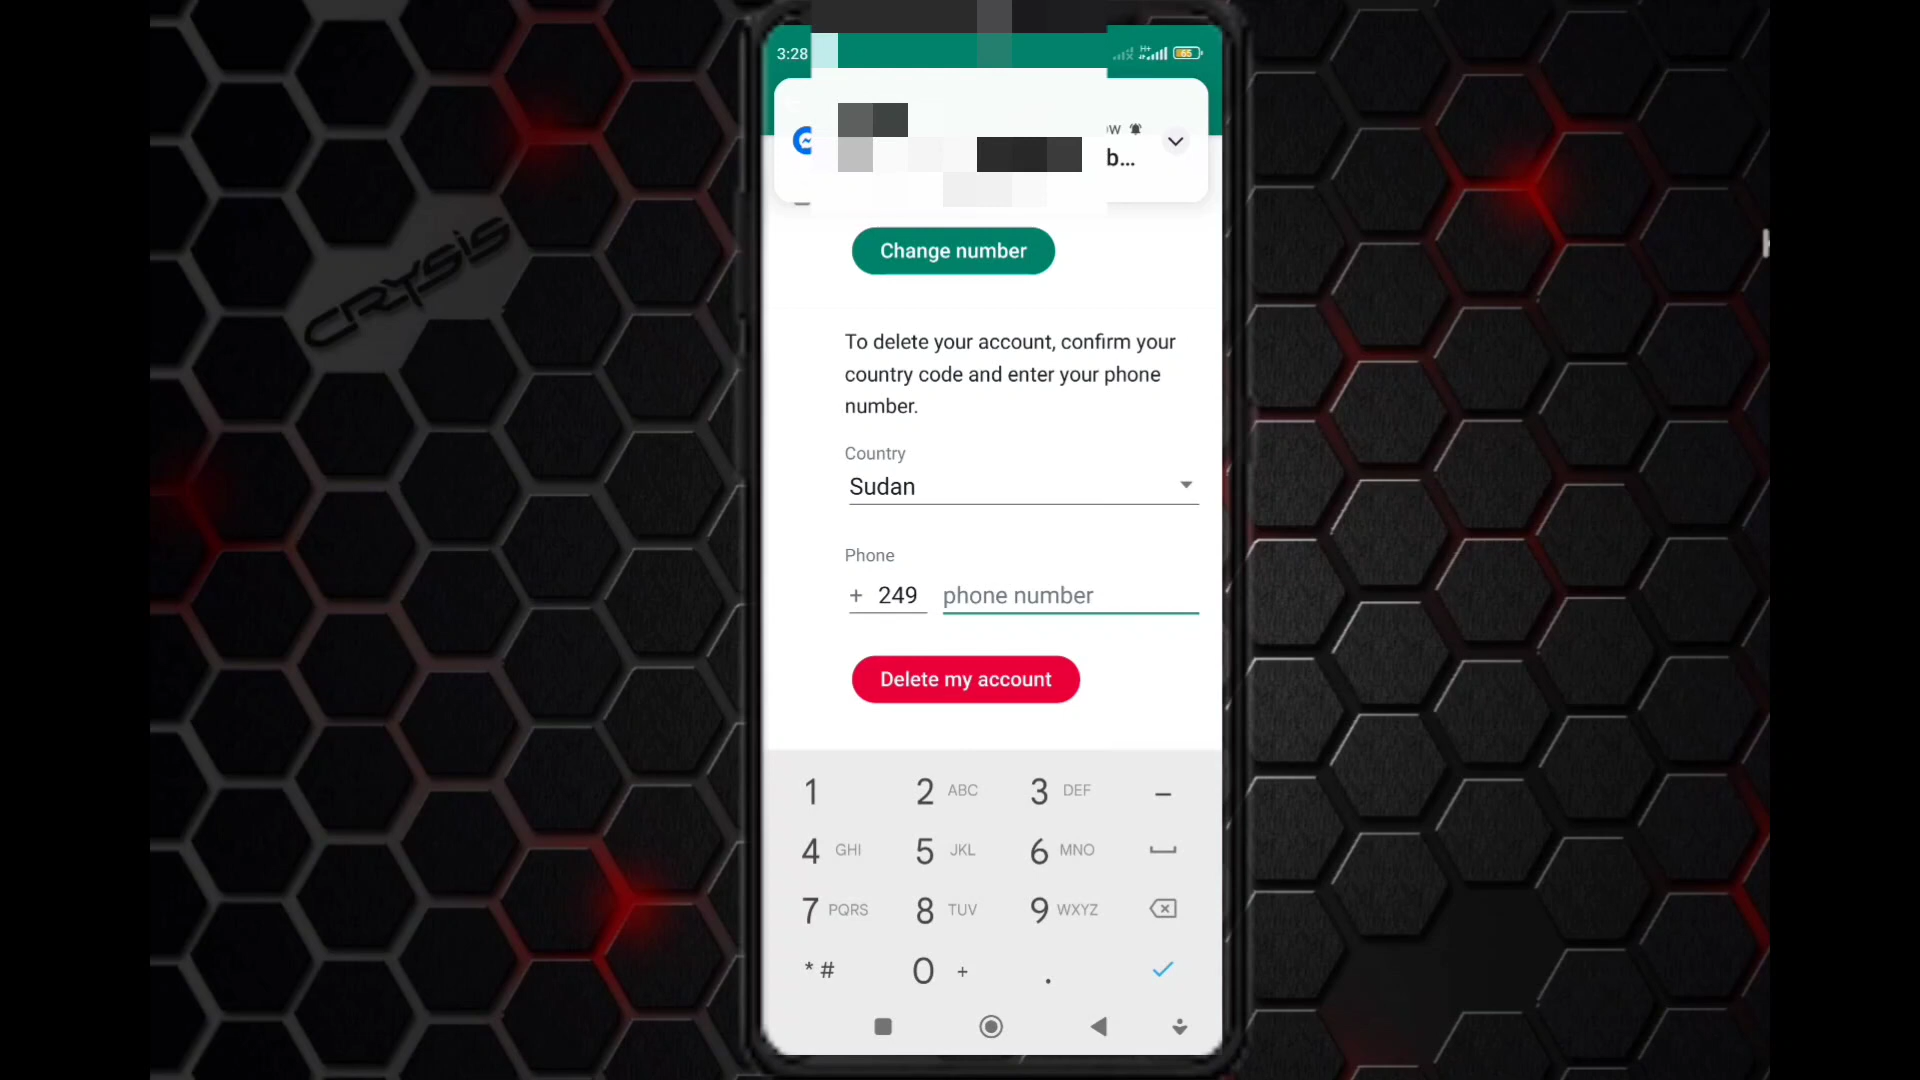 3:28
H+
65
b...
CRYSIS
Change number
To delete your account, confirm your
country code and enter your phone
number.
Country
Sudan
Phone
+ 249 phone number
Delete my account
1 2 ABC 3 DEF –
4 GHI 5 JKL 6 MNO
7 PQRS 8 TUV 9 WXYZ
* # 0 + .